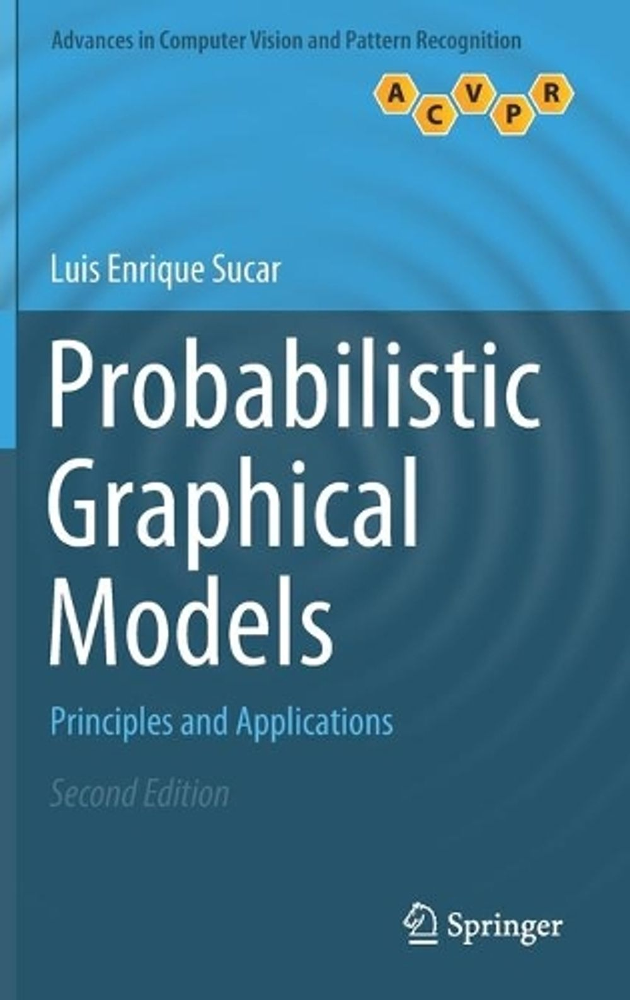 Advances in Computer Vision and Pattern Recognition
A C V P R
Luis Enrique Sucar
Probabilistic
Graphical
Models
Principles and Applications
Second Edition
Springer